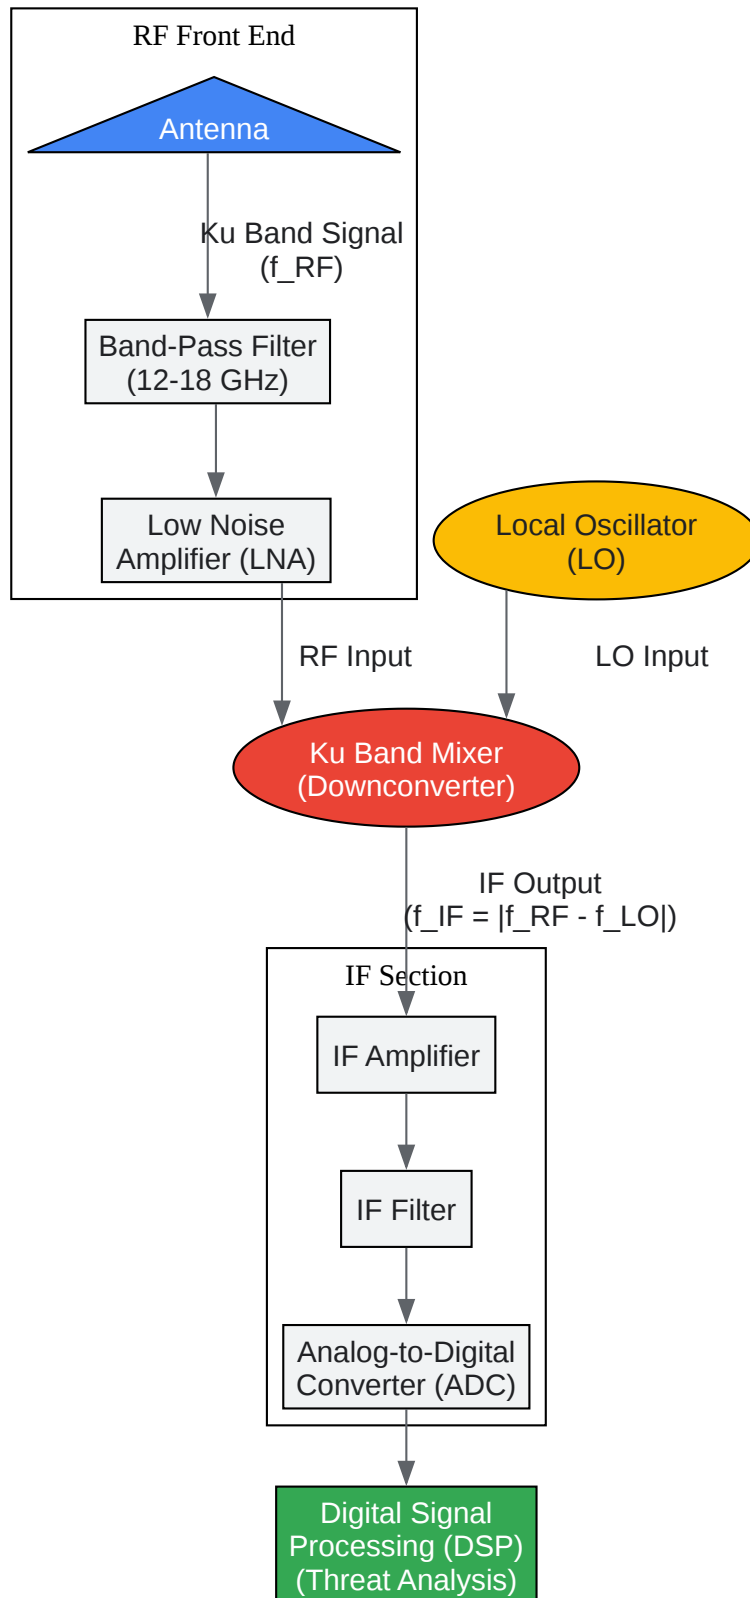 RF Front End
Antenna
Ku Band Signal
(f_RF)
Band-Pass Filter
(12-18 GHz)
Low Noise
Amplifier (LNA)
Local Oscillator
(LO)
RF Input
LO Input
Ku Band Mixer
(Downconverter)
IF Output
(f_IF = |f_RF - f_LO|)
IF Section
IF Amplifier
IF Filter
Analog-to-Digital
Converter (ADC)
Digital Signal
Processing (DSP)
(Threat Analysis)